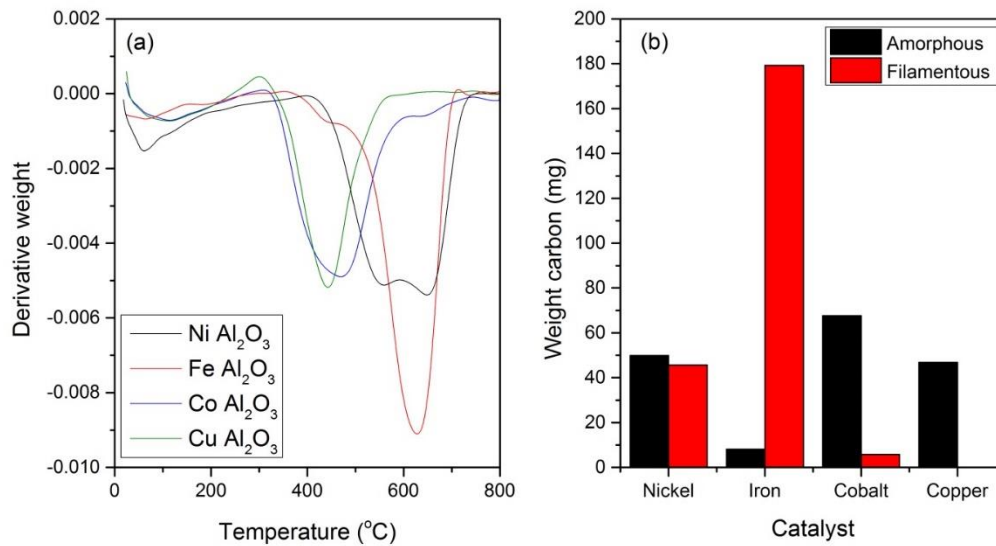 (a)
0.002
0.000
-0.002
-0.004
-0.006
-0.008
-0.010
Derivative weight
Ni Al₂O₃
Fe Al₂O₃
Co Al₂O₃
Cu Al₂O₃
0 200 400 600 800
Temperature (°C)
(b)
Amorphous
Filamentous
200
180
160
140
120
100
80
60
40
20
0
Weight carbon (mg)
Nickel Iron Cobalt Copper
Catalyst